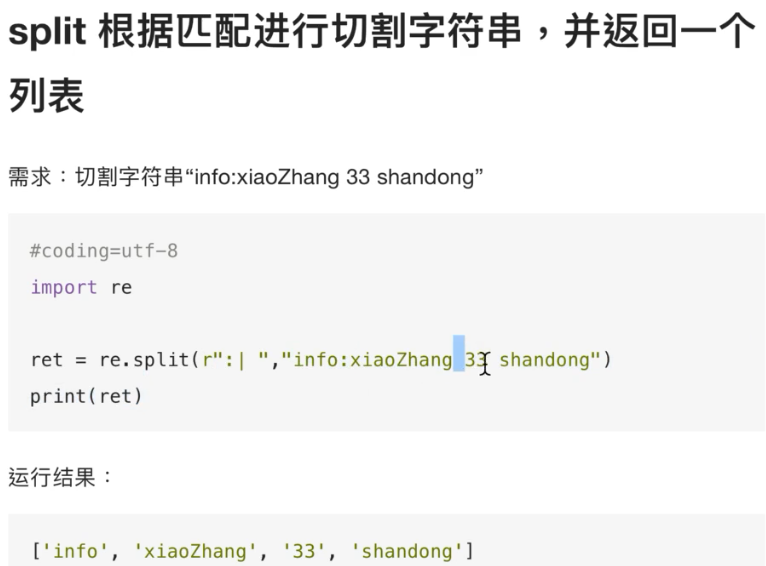 split 根据匹配进行切割字符串，并返回一个
列表
需求：切割字符串“info:xiaoZhang 33 shandong”
#coding=utf-8
import re
ret = re.split(r":| ","info:xiaoZhang 33 shandong")
print(ret)
运行结果：
['info', 'xiaoZhang', '33', 'shandong']